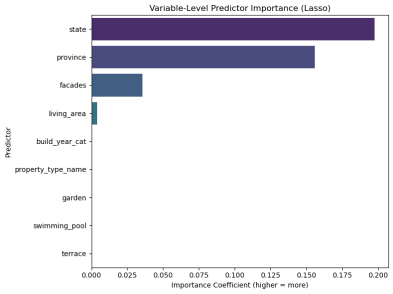 Variable-Level Predictor Importance (Lasso)
state
province
facades
living_area
build_year_cat
property_type_name
garden
swimming_pool
terrace
Predictor
0.000 0.025 0.050 0.075 0.100 0.125 0.150 0.175 0.200
Importance Coefficient (higher = more)